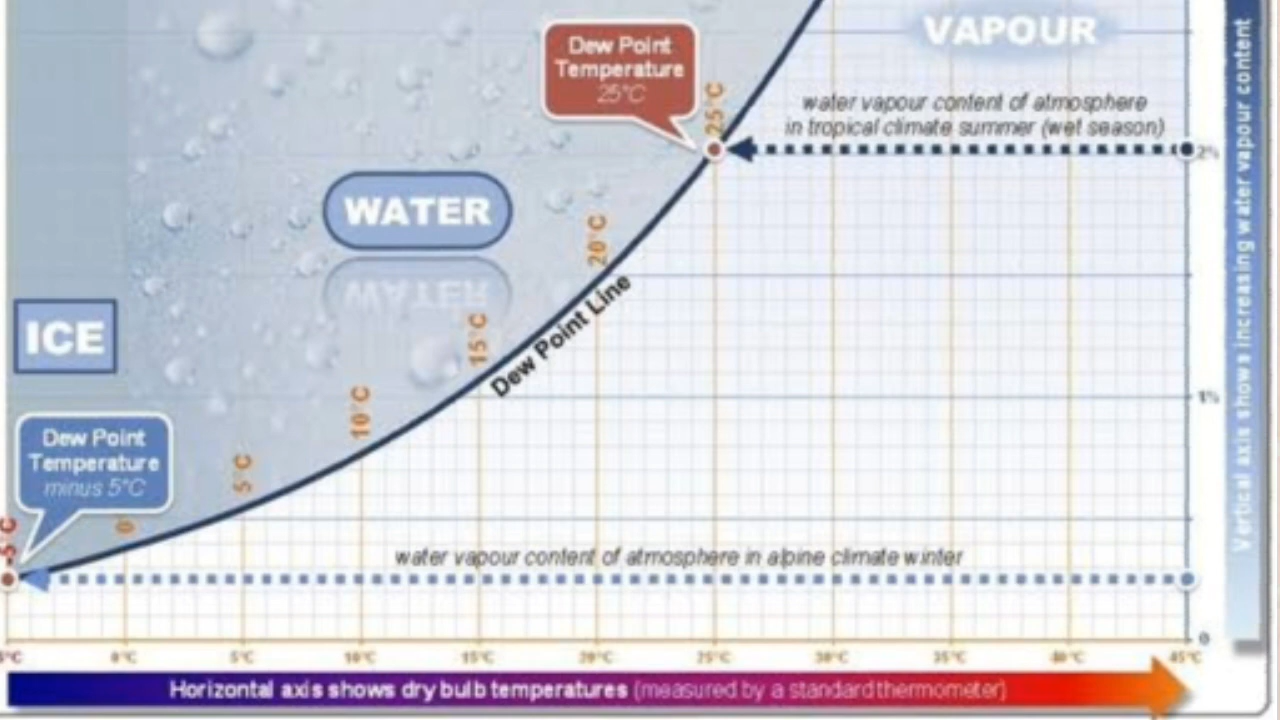 VAPOUR
Dew Point
Temperature
25°C
25°C
water vapour content of atmosphere
in tropical climate summer (wet season)
2%
WATER
20°C
Dew Point Line
15°C
ICE
1%
10°C
Dew Point
Temperature
minus 5°C
5°C
0°
-5°C
water vapour content of atmosphere in alpine climate winter
0
5°C 0°C 5°C 10°C 15°C 20°C 25°C 30°C 35°C 40°C 45°C
Horizontal axis shows dry bulb temperatures (measured by a standard thermometer)
Vertical axis shows increasing water vapour content